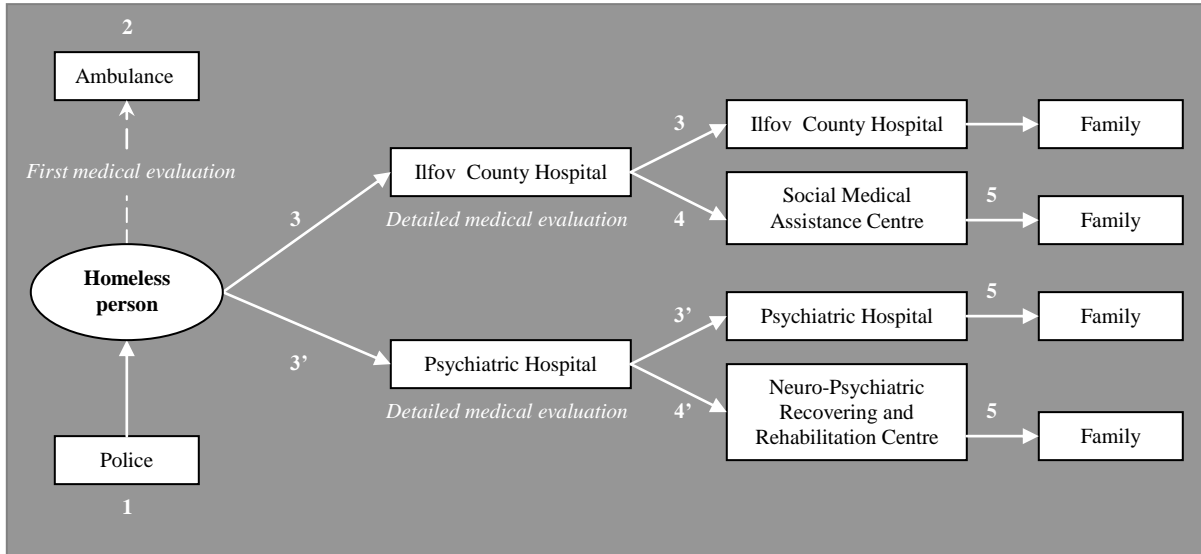 2
Ambulance
First medical evaluation
Homeless
person
Police
1
3
3’
Ilfov County Hospital
Detailed medical evaluation
Psychiatric Hospital
Detailed medical evaluation
3
4
3’
4’
Ilfov County Hospital
Social Medical
Assistance Centre
Psychiatric Hospital
Neuro-Psychiatric
Recovering and
Rehabilitation Centre
5
5
5
Family
Family
Family
Family